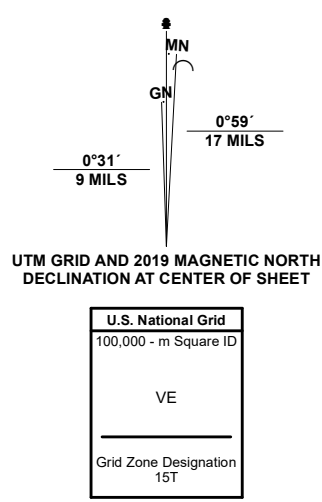 MN
GN
0°59´
17 MILS
0°31´
9 MILS
UTM GRID AND 2019 MAGNETIC NORTH
DECLINATION AT CENTER OF SHEET
U.S. National Grid
100,000 - m Square ID
VE
Grid Zone Designation
15T